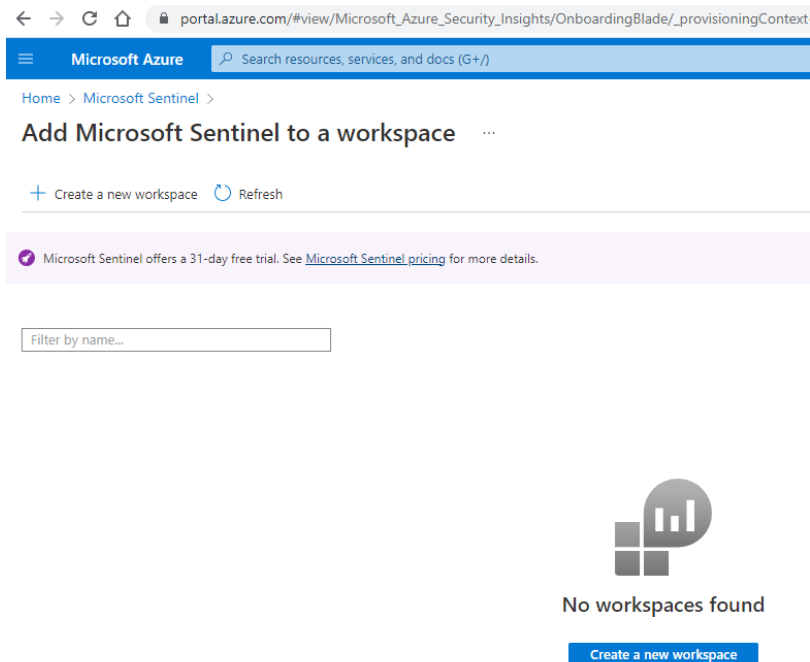 portal.azure.com/#view/Microsoft_Azure_Security_Insights/OnboardingBlade/_provisioningContext
Microsoft Azure
Search resources, services, and docs (G+/)
Home > Microsoft Sentinel >
Add Microsoft Sentinel to a workspace ...
+ Create a new workspace Refresh
Microsoft Sentinel offers a 31-day free trial. See Microsoft Sentinel pricing for more details.
Filter by name...
No workspaces found
Create a new workspace